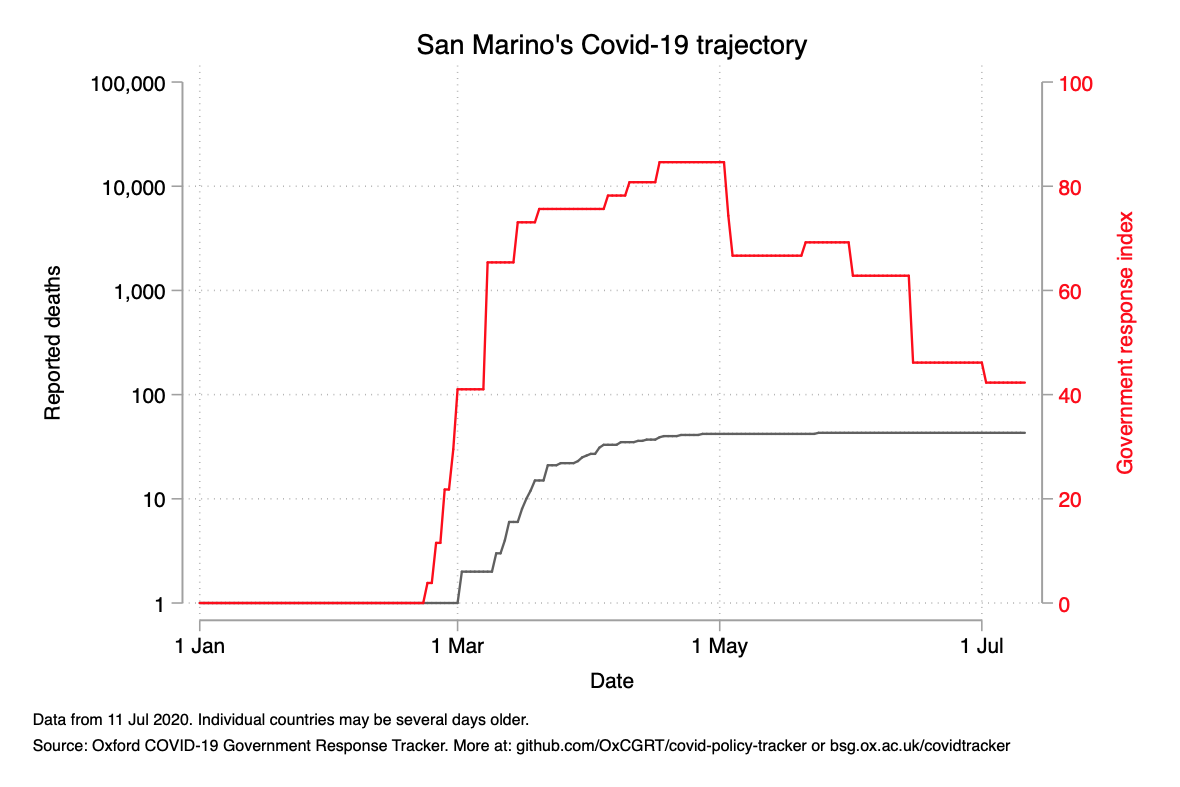 San Marino's Covid-19 trajectory
100,000
10,000
1,000
100
10
1
Reported deaths
100
80
60
40
20
0
Government response index
1 Jan
1 Mar
1 May
1 Jul
Date
Data from 11 Jul 2020. Individual countries may be several days older.
Source: Oxford COVID-19 Government Response Tracker. More at: github.com/OxCGRT/covid-policy-tracker or bsg.ox.ac.uk/covidtracker